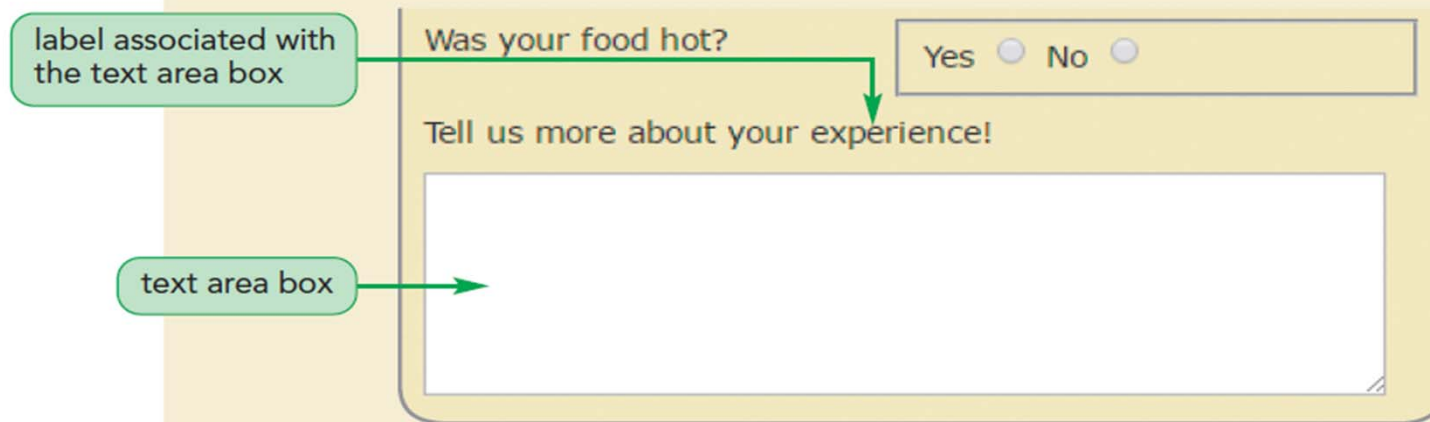 label associated with
the text area box
Was your food hot?
Yes No
Tell us more about your experience!
text area box